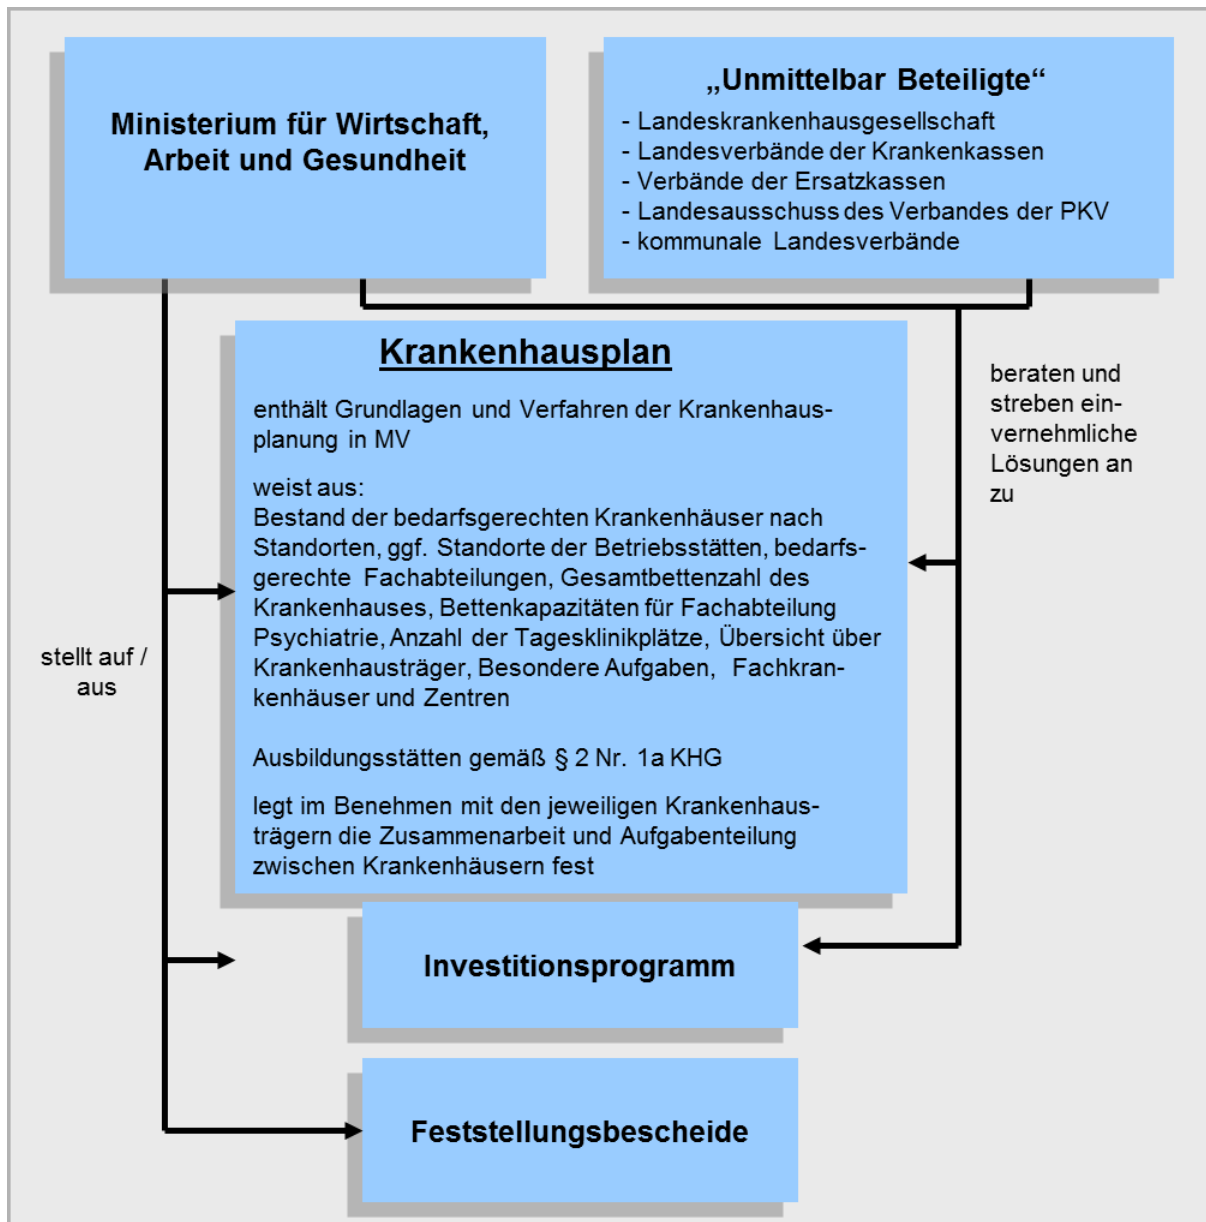 Ministerium für Wirtschaft,
Arbeit und Gesundheit
„Unmittelbar Beteiligte“
- Landeskrankenhausgesellschaft
- Landesverbände der Krankenkassen
- Verbände der Ersatzkassen
- Landesausschuss des Verbandes der PKV
- kommunale Landesverbände
Krankenhausplan
enthält Grundlagen und Verfahren der Krankenhaus-
planung in MV
weist aus:
Bestand der bedarfsgerechten Krankenhäuser nach
Standorten, ggf. Standorte der Betriebsstätten, bedarfs-
gerechte Fachabteilungen, Gesamtbettenzahl des
Krankenhauses, Bettenkapazitäten für Fachabteilung
Psychiatrie, Anzahl der Tagesklinikplätze, Übersicht über
Krankenhausträger, Besondere Aufgaben, Fachkran-
kenhäuser und Zentren
Ausbildungsstätten gemäß § 2 Nr. 1a KHG
legt im Benehmen mit den jeweiligen Krankenhaus-
trägern die Zusammenarbeit und Aufgabenteilung
zwischen Krankenhäusern fest
beraten und
streben ein-
vernehmliche
Lösungen an
zu
stellt auf /
aus
Investitionsprogramm
Feststellungsbescheide